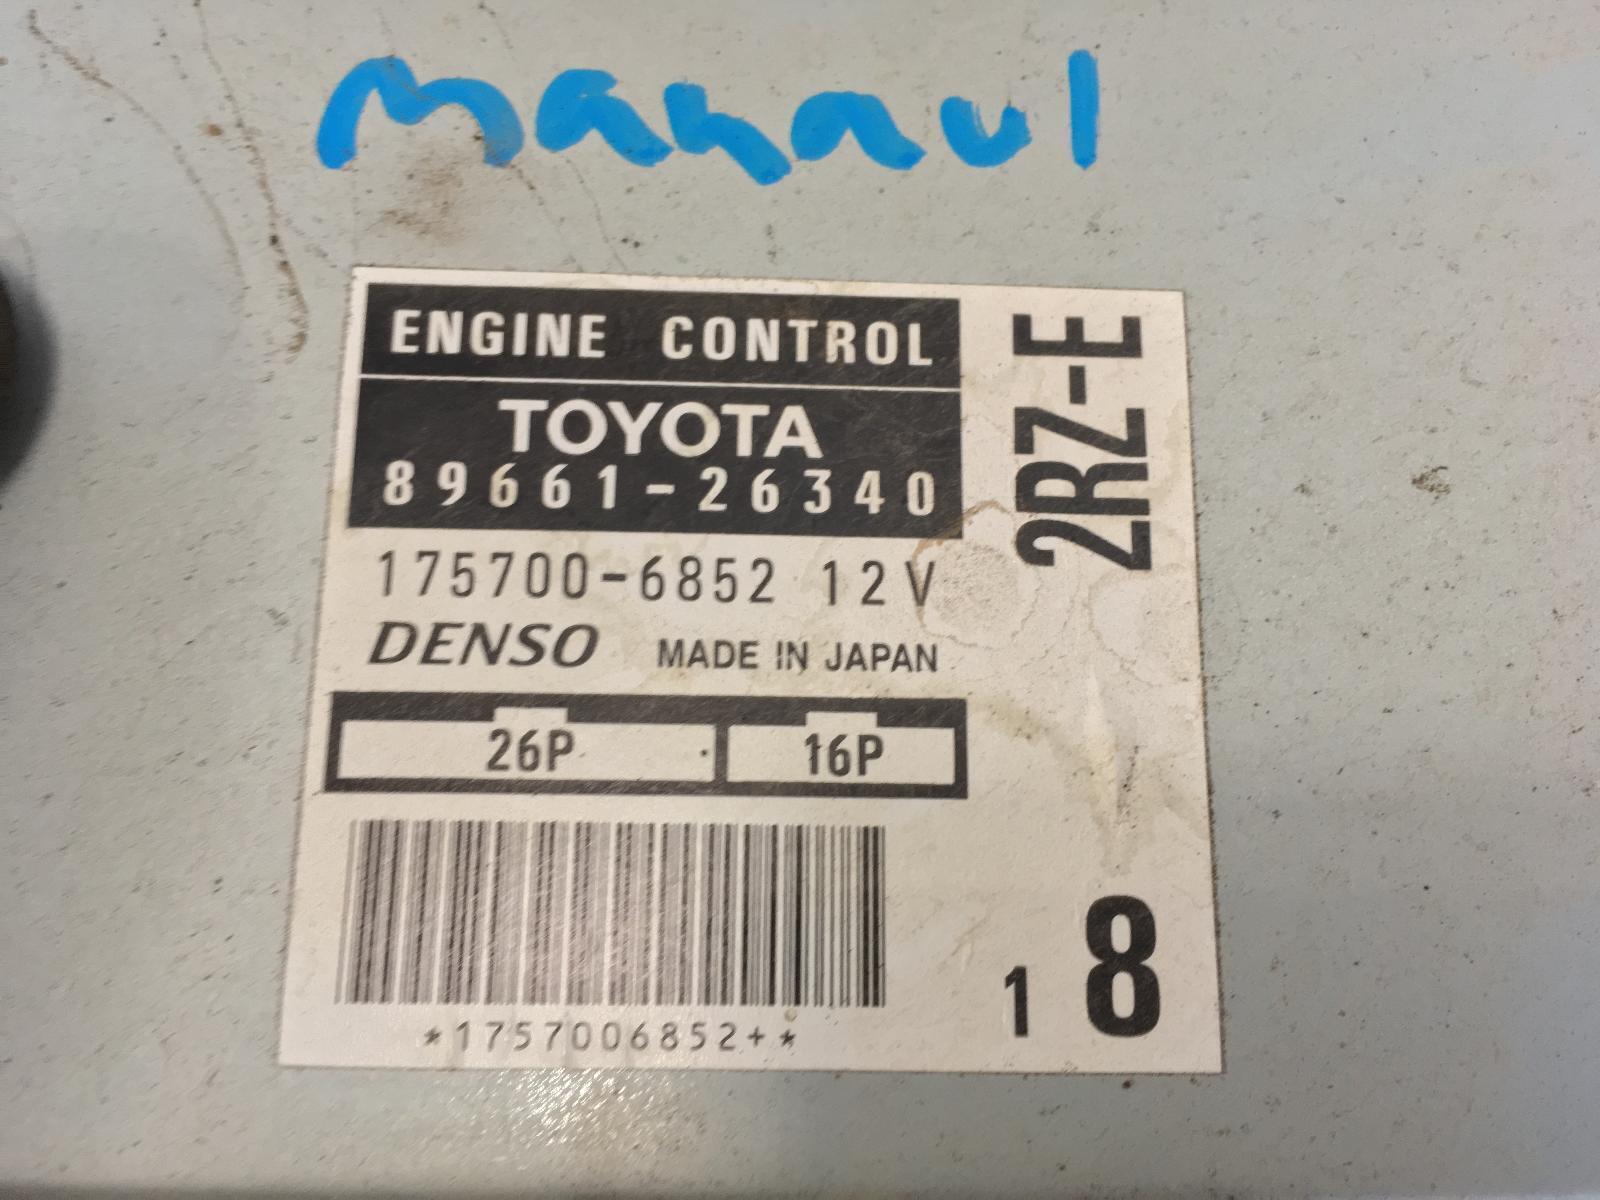 Manaul
ENGINE CONTROL
TOYOTA
89661-26340
2RZ-E
175700-6852 12V
DENSO MADE IN JAPAN
26P 16P
*1757006852+*
1 8